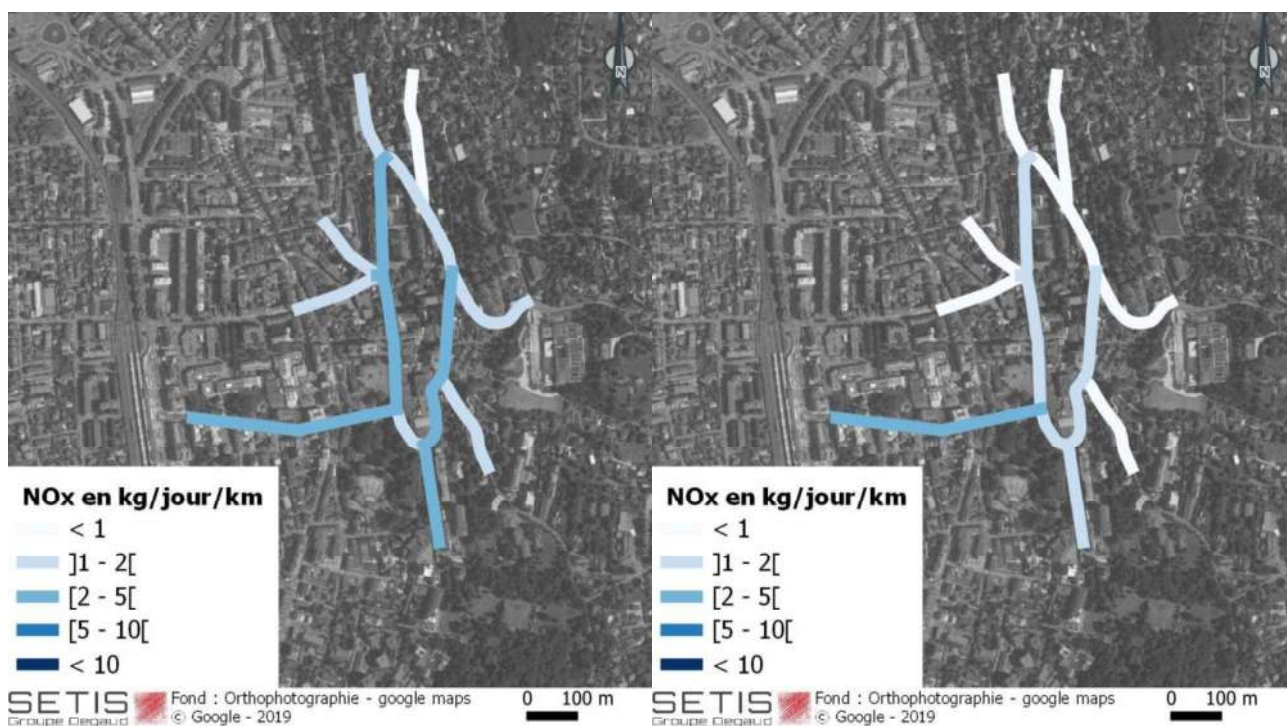 N
NOx en kg/jour/km
< 1
]1 - 2[
[2 - 5[
[5 - 10[
< 10
SETIS
Groupe Degaud
Fond : Orthophotographie - google maps
© Google - 2019
0 100 m
N
NOx en kg/jour/km
< 1
]1 - 2[
[2 - 5[
[5 - 10[
< 10
SETIS
Groupe Degaud
Fond : Orthophotographie - google maps
© Google - 2019
0 100 m